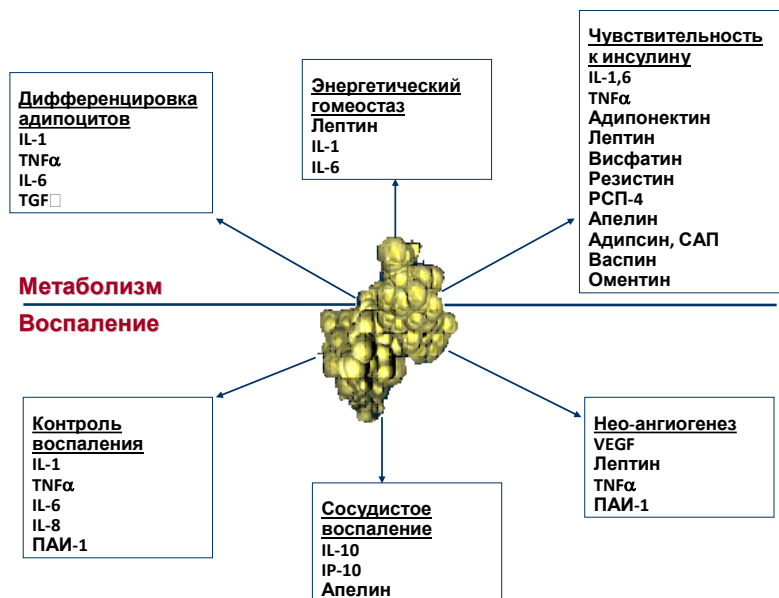 Дифференцировка
адипоцитов
IL-1
TNFα
IL-6
TGF□
Энергетический
гомеостаз
Лептин
IL-1
IL-6
Чувствительность
к инсулину
IL-1,6
TNFα
Адипонектин
Лептин
Висфатин
Резистин
РСП-4
Апелин
Адипсин, САП
Васпин
Оментин
Метаболизм
Воспаление
Контроль
воспаления
IL-1
TNFα
IL-6
IL-8
ПАИ-1
Сосудистое
воспаление
IL-10
IP-10
Апелин
Нео-ангиогенез
VEGF
Лептин
TNFα
ПАИ-1